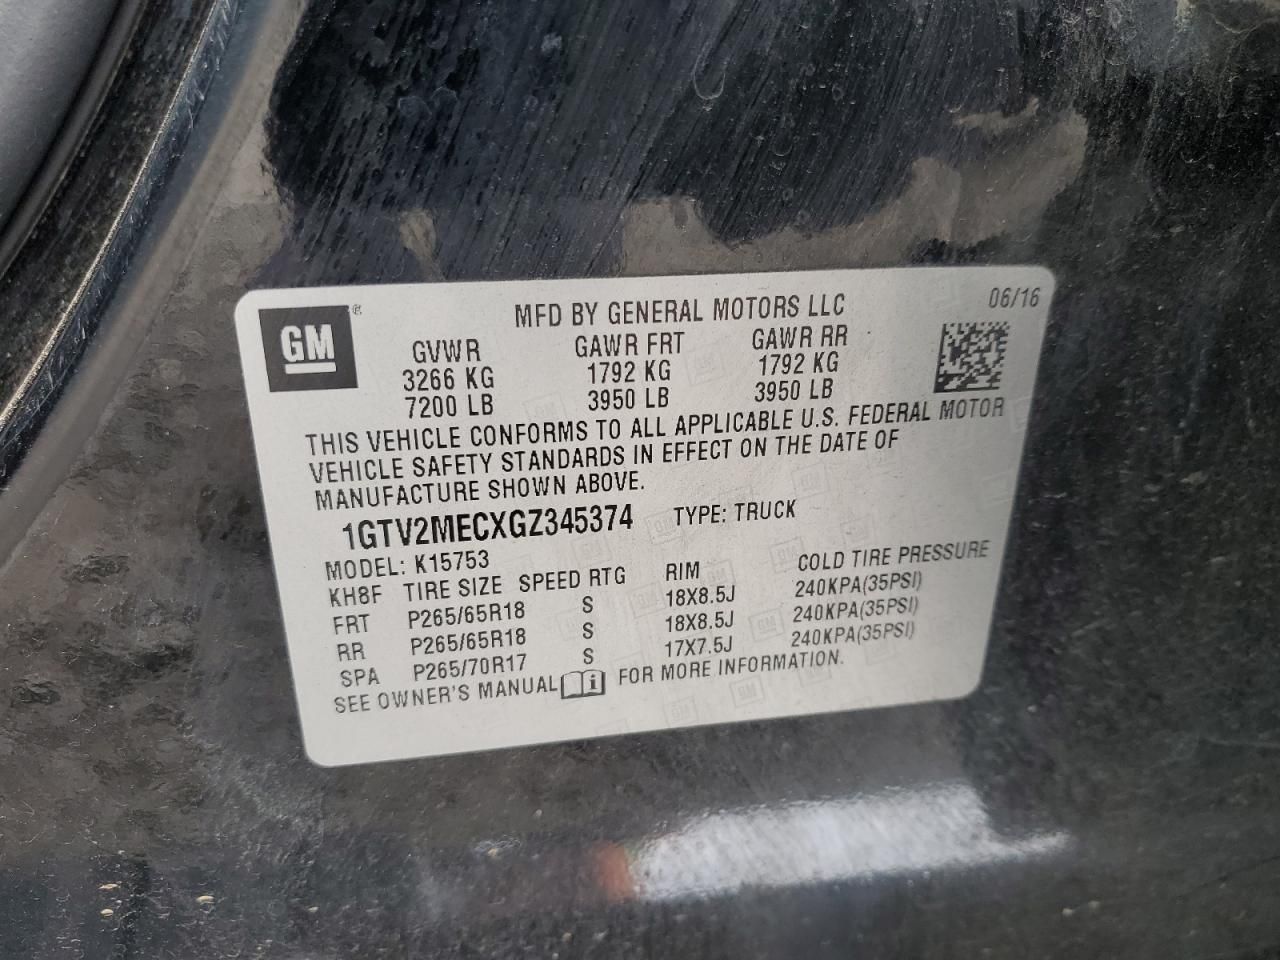 06/16
GM
MFD BY GENERAL MOTORS LLC
GVWR GAWR FRT GAWR RR
3266 KG 1792 KG 1792 KG
7200 LB 3950 LB 3950 LB
THIS VEHICLE CONFORMS TO ALL APPLICABLE U.S. FEDERAL MOTOR
VEHICLE SAFETY STANDARDS IN EFFECT ON THE DATE OF
MANUFACTURE SHOWN ABOVE.
1GTV2MECXGZ345374 TYPE: TRUCK
MODEL: K15753
KH8F TIRE SIZE SPEED RTG RIM COLD TIRE PRESSURE
FRT P265/65R18 S 18X8.5J 240KPA(35PSI)
RR P265/65R18 S 18X8.5J 240KPA(35PSI)
SPA P265/70R17 S 17X7.5J 240KPA(35PSI)
SEE OWNER'S MANUAL FOR MORE INFORMATION.